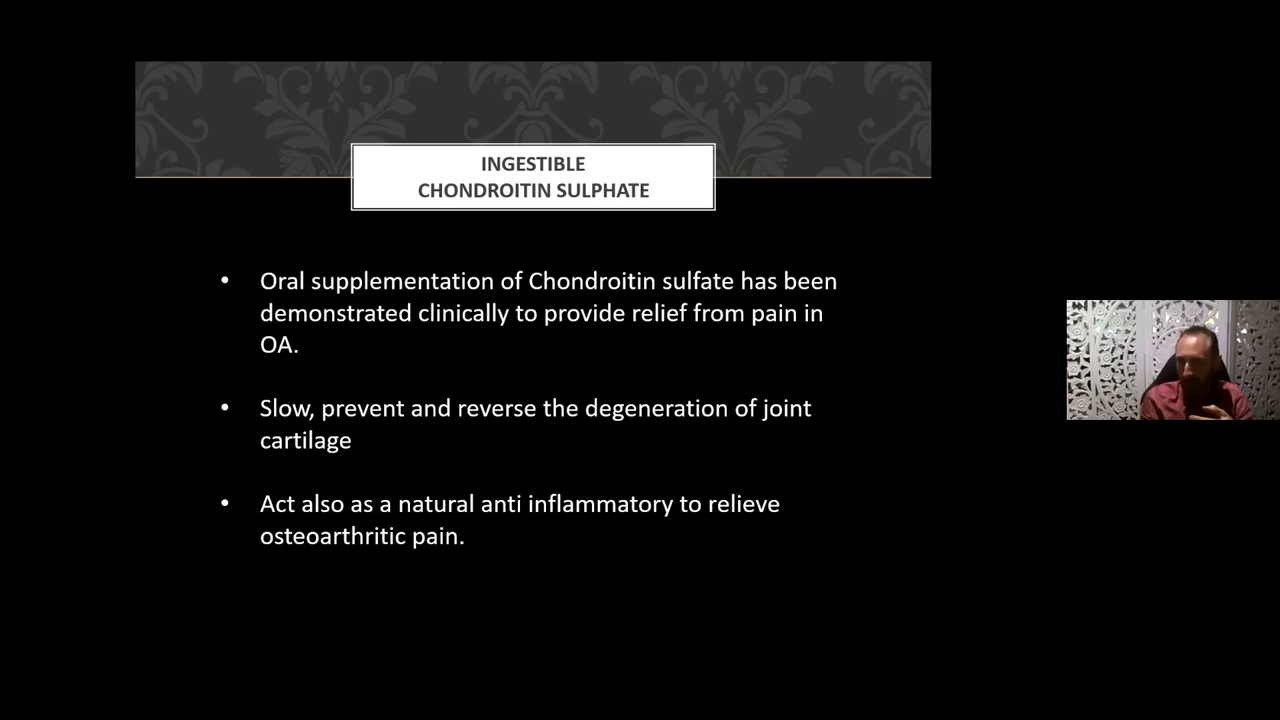 INGESTIBLE
CHONDROITIN SULPHATE
• Oral supplementation of Chondroitin sulfate has been
demonstrated clinically to provide relief from pain in
OA.
• Slow, prevent and reverse the degeneration of joint
cartilage
• Act also as a natural anti inflammatory to relieve
osteoarthritic pain.